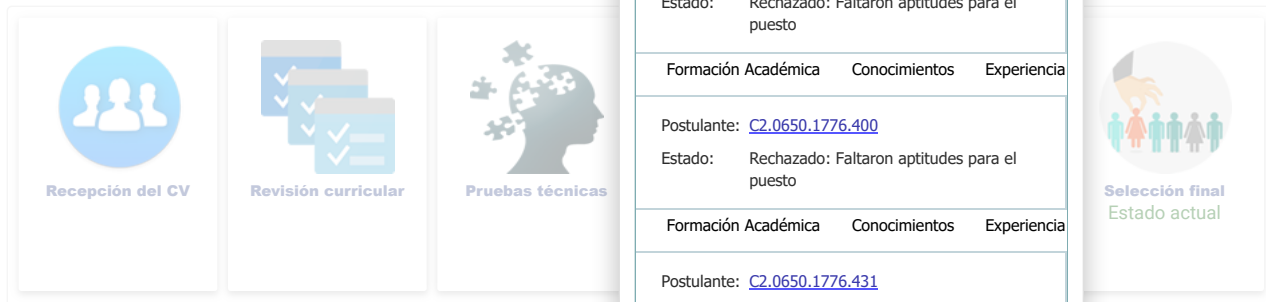 Recepción del CV
Revisión curricular
Pruebas técnicas
Estado: Rechazado: Faltaron aptitudes para el
puesto
Formación Académica Conocimientos Experiencia
Postulante: C2.0650.1776.400
Estado: Rechazado: Faltaron aptitudes para el
puesto
Formación Académica Conocimientos Experiencia
Postulante: C2.0650.1776.431
Selección final
Estado actual